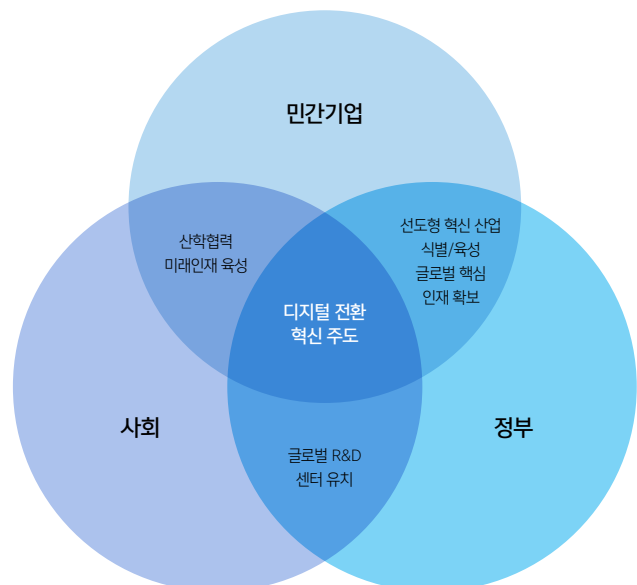 민간기업
산학협력
미래인재 육성
선도형 혁신 산업
식별/육성
글로벌 핵심
인재 확보
디지털 전환
혁신 주도
사회
정부
글로벌 R&D
센터 유치